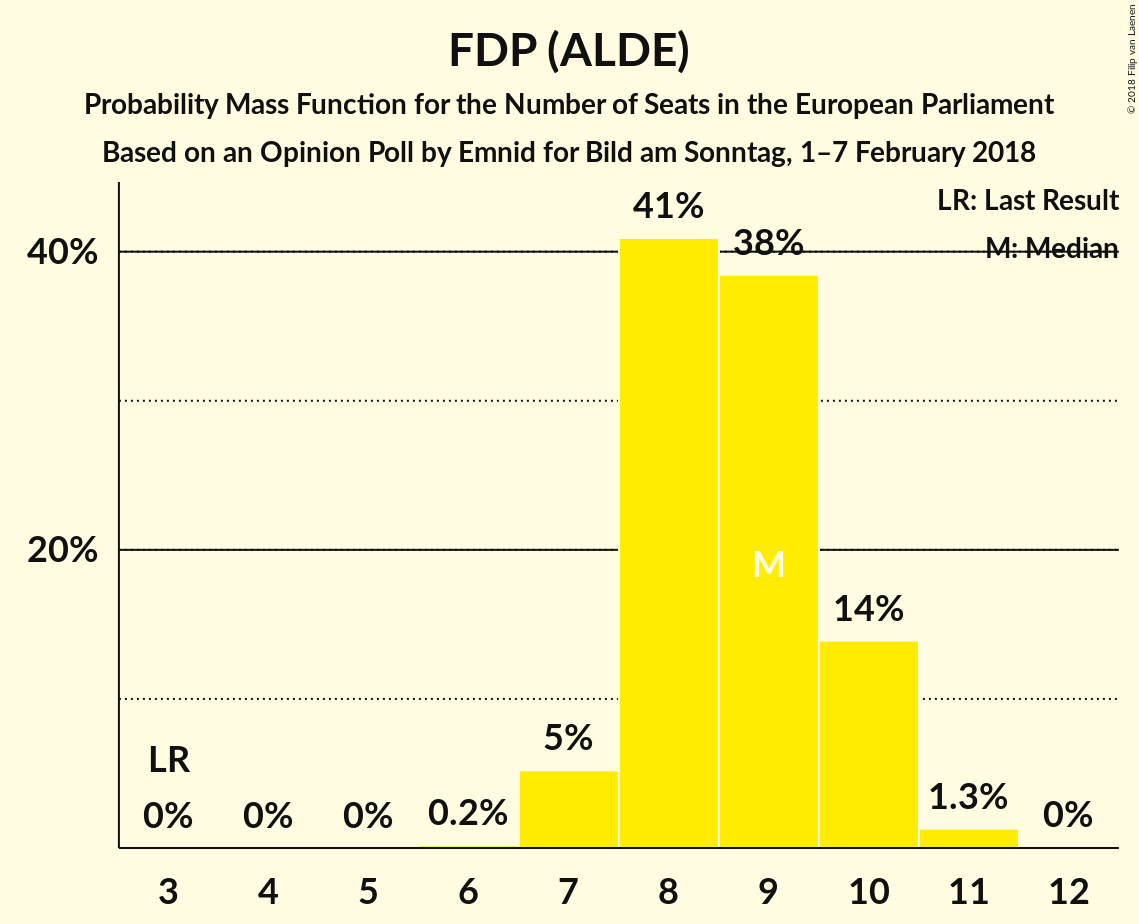 FDP (ALDE)
Probability Mass Function for the Number of Seats in the European Parliament
Based on an Opinion Poll by Emnid for Bild am Sonntag, 1–7 February 2018
© 2018 Filip van Laenen
LR: Last Result
M: Median
40%
20%
41%
38%
M
14%
5%
LR
0%
0%
0%
0.2%
1.3%
0%
3 4 5 6 7 8 9 10 11 12